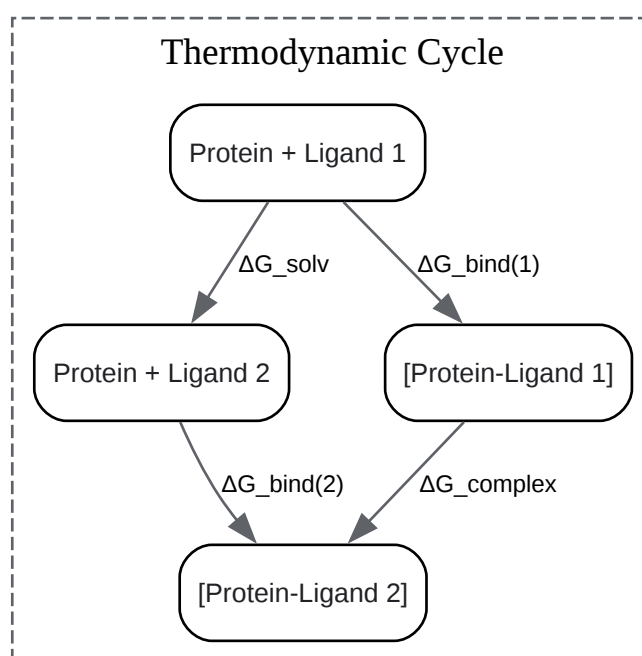 Thermodynamic Cycle
Protein + Ligand 1
ΔG_solv
ΔG_bind(1)
Protein + Ligand 2
[Protein-Ligand 1]
ΔG_bind(2)
ΔG_complex
[Protein-Ligand 2]